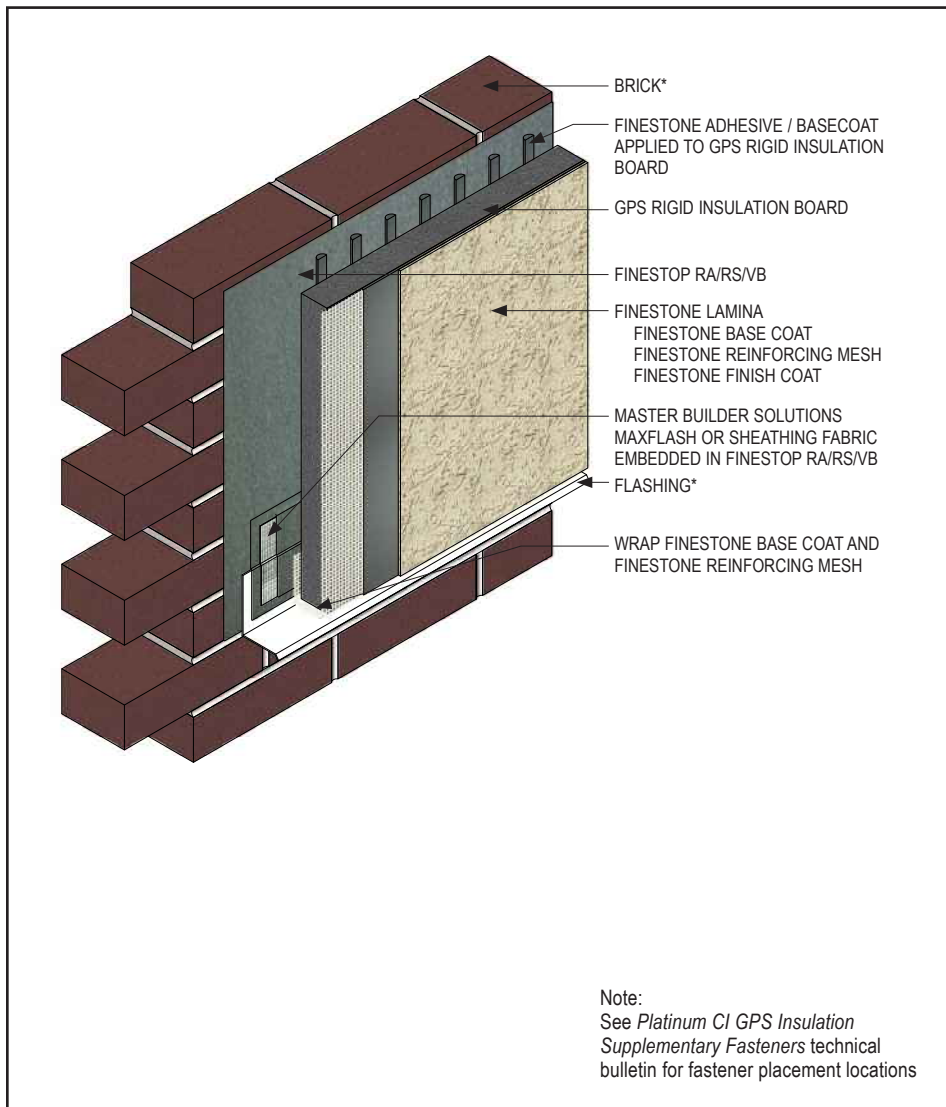 BRICK*
FINESTONE ADHESIVE / BASECOAT
APPLIED TO GPS RIGID INSULATION
BOARD
GPS RIGID INSULATION BOARD
FINESTOP RA/RS/VB
FINESTONE LAMINA
FINESTONE BASE COAT
FINESTONE REINFORCING MESH
FINESTONE FINISH COAT
MASTER BUILDER SOLUTIONS
MAXFLASH OR SHEATHING FABRIC
EMBEDDED IN FINESTOP RA/RS/VB
FLASHING*
WRAP FINESTONE BASE COAT AND
FINESTONE REINFORCING MESH
Note:
See Platinum CI GPS Insulation
Supplementary Fasteners technical
bulletin for fastener placement locations